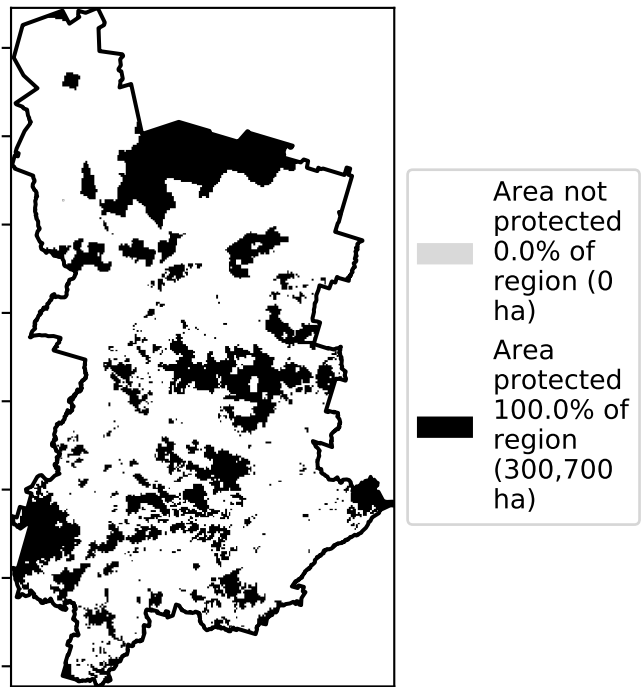 Area not
protected
0.0% of
region (0
ha)
Area
protected
100.0% of
region
(300,700
ha)